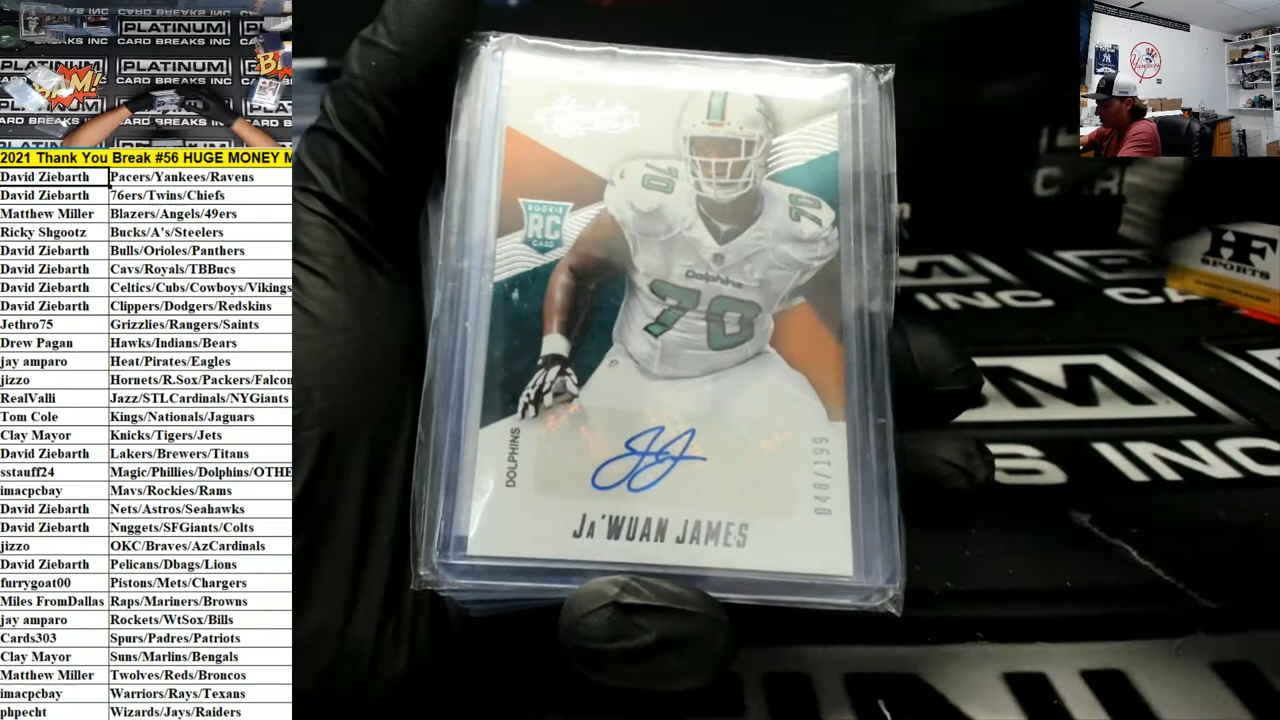 PLATINUM
CARD BREAKS INC
BAM!
2021 Thank You Break #56 HUGE MONEY M
David Ziebarth Pacers/Yankees/Ravens
David Ziebarth 76ers/Twins/Chiefs
Matthew Miller Blazers/Angels/49ers
Ricky Shgootz Bucks/A's/Steelers
David Ziebarth Bulls/Orioles/Panthers
David Ziebarth Cavs/Royals/TBBucs
David Ziebarth Celtics/Cubs/Cowboys/Vikings
David Ziebarth Clippers/Dodgers/Redskins
Jethro75 Grizzlies/Rangers/Saints
Drew Pagan Hawks/Indians/Bears
jay amparo Heat/Pirates/Eagles
jizzo Hornets/R.Sox/Packers/Falcon
RealValli Jazz/STLCardinals/NYGiants
Tom Cole Kings/Nationals/Jaguars
Clay Mayor Knicks/Tigers/Jets
David Ziebarth Lakers/Brewers/Titans
sstauff24 Magic/Phillies/Dolphins/OTHE
imacpcbay Mavs/Rockies/Rams
David Ziebarth Nets/Astros/Seahawks
David Ziebarth Nuggets/SFGiants/Colts
jizzo OKC/Braves/AzCardinals
David Ziebarth Pelicans/Dbags/Lions
furrygoat00 Pistons/Mets/Chargers
Miles FromDallas Raps/Mariners/Browns
jay amparo Rockets/WtSox/Bills
Cards303 Spurs/Padres/Patriots
Clay Mayor Suns/Marlins/Bengals
Matthew Miller Twolves/Reds/Broncos
imacpcbay Warriors/Rays/Texans
phpecht Wizards/Jays/Raiders
70
70
ROOKIE
RC
CARD
Dolphins
70
DOLPHINS
048/199
JA'WUAN JAMES
HF
SPORTS
INC
S INC
Yankees